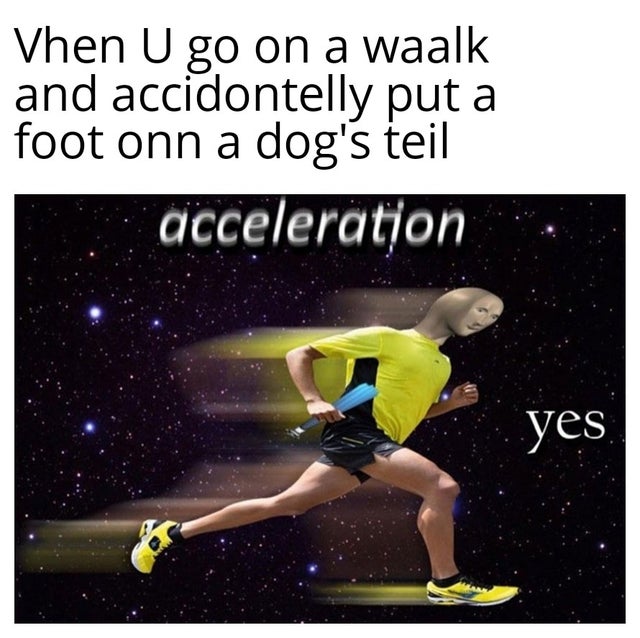 Vhen U go on a waalk
and accidontelly put a
foot onn a dog's teil
acceleration
yes